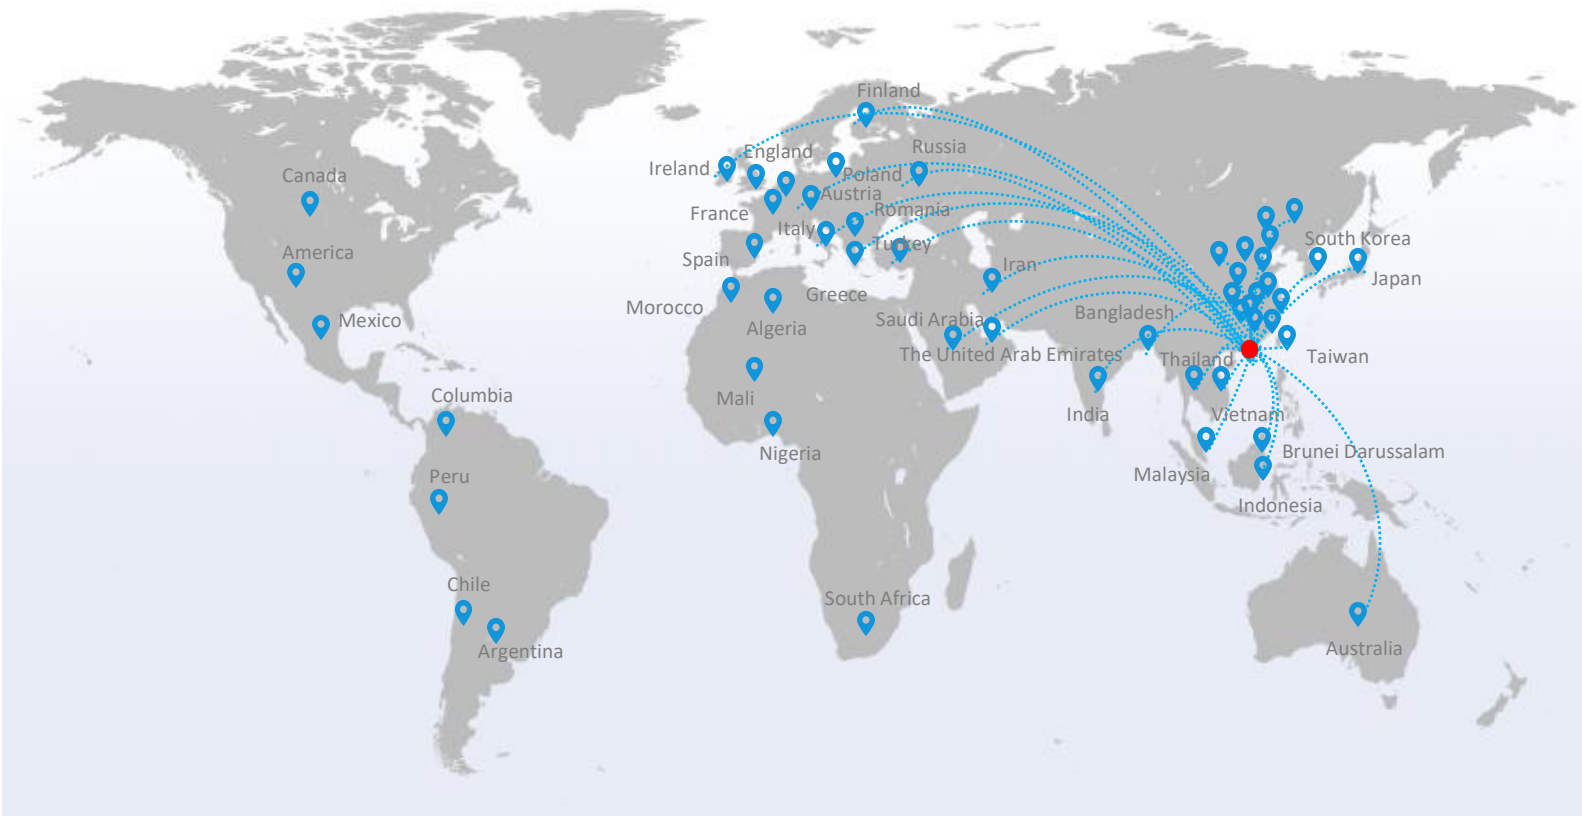 Finland
Russia
England
Ireland
Poland
Canada
Austria
France
Romania
Italy
South Korea
America
Turkey
Spain
Iran
Japan
Greece
Morocco
Bangladesh
Mexico
Saudi Arabia
Algeria
The United Arab Emirates
Thailand
Taiwan
Columbia
Mali
India
Vietnam
Nigeria
Brunei Darussalam
Peru
Malaysia
Indonesia
Chile
South Africa
Argentina
Australia